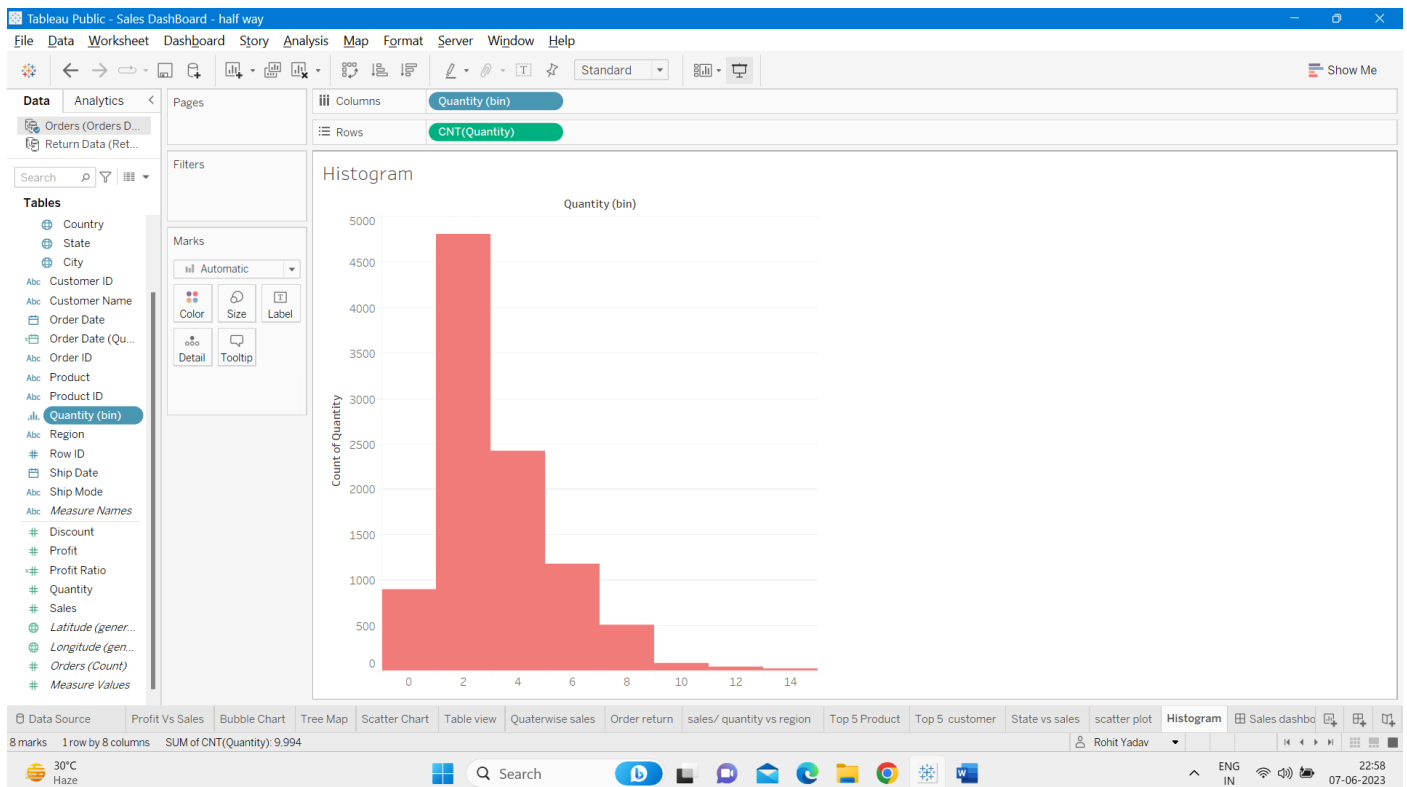 Tableau Public - Sales DashBoard - half way
File Data Worksheet Dashboard Story Analysis Map Format Server Window Help
Standard
Show Me
Data Analytics
Orders (Orders D...
Return Data (Ret...
Search
Tables
Country
State
City
Abc Customer ID
Abc Customer Name
Order Date
Order Date (Qu...
Abc Order ID
Abc Product
Abc Product ID
Quantity (bin)
Abc Region
# Row ID
Ship Date
Abc Ship Mode
Abc Measure Names
# Discount
# Profit
=# Profit Ratio
# Quantity
# Sales
Latitude (gener...
Longitude (gen...
# Orders (Count)
# Measure Values
Pages
Filters
Marks
Automatic
Color Size Label
Detail Tooltip
Columns Quantity (bin)
Rows CNT(Quantity)
Histogram
Quantity (bin)
Count of Quantity
5000
4500
4000
3500
3000
2500
2000
1500
1000
500
0
0 2 4 6 8 10 12 14
Data Source Profit Vs Sales Bubble Chart Tree Map Scatter Chart Table view Quaterwise sales Order return sales/ quantity vs region Top 5 Product Top 5 customer State vs sales scatter plot Histogram Sales dashbo
8 marks 1 row by 8 columns SUM of CNT(Quantity): 9,994 Rohit Yadav
30°C
Haze
Search
ENG
IN
22:58
07-06-2023